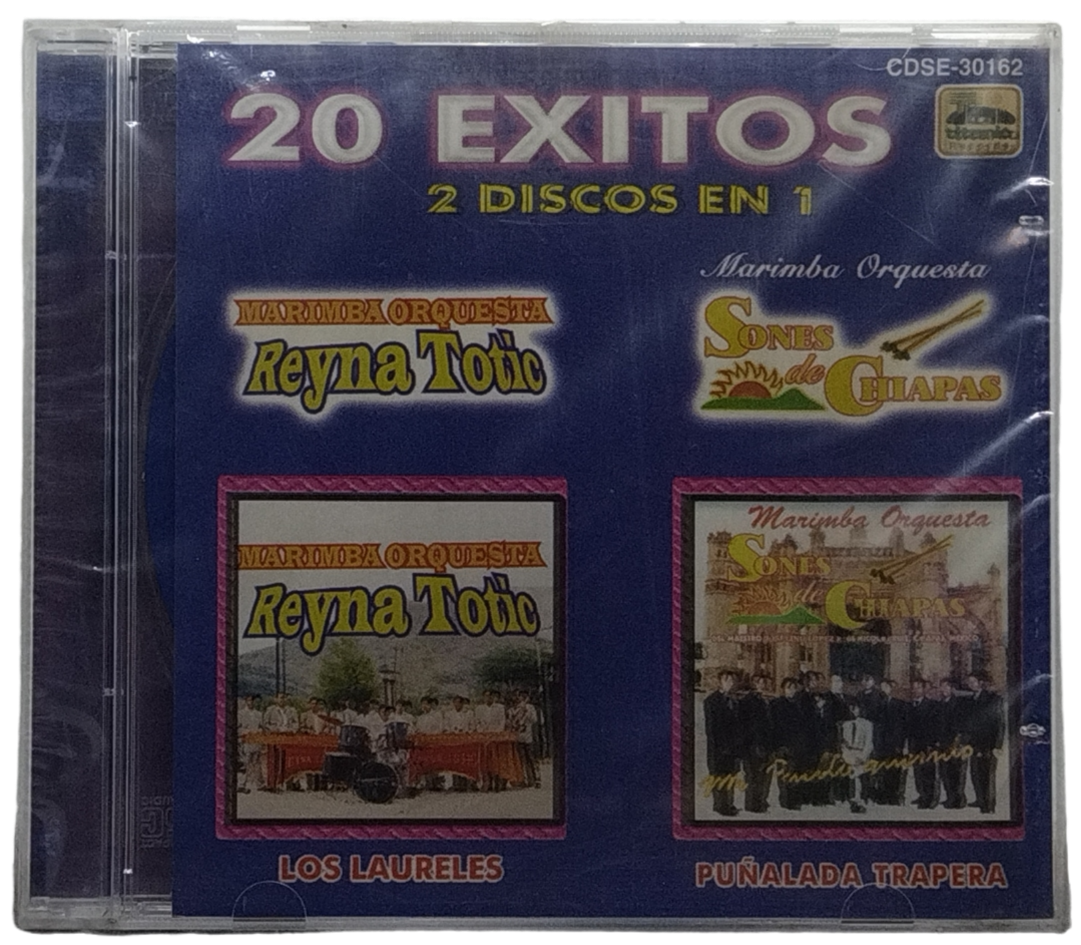 CDSE-30162
20 EXITOS
2 DISCOS EN 1
MARIMBA ORQUESTA
Reyna Totic
Marimba Orquesta
SONES
de
CHIAPAS
MARIMBA ORQUESTA
Reyna Totic
Marimba Orquesta
SONES
de
CHIAPAS
LOS LAURELES
PUÑALADA TRAPERA